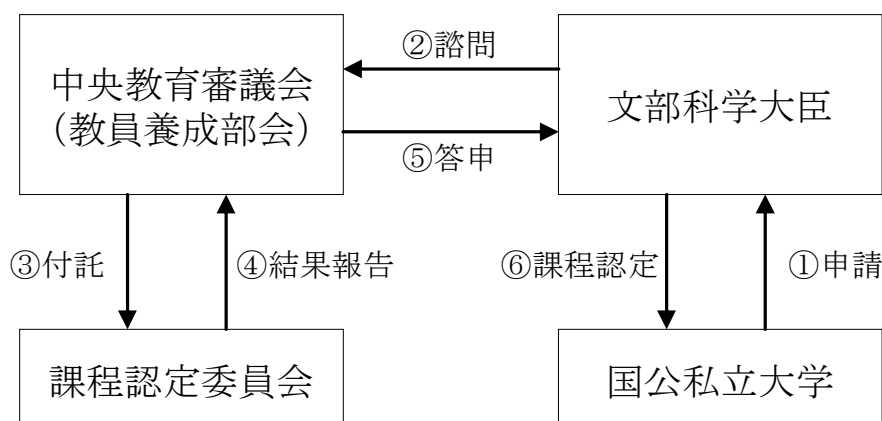 ②諮問
中央教育審議会
（教員養成部会）
文部科学大臣
⑤答申
③付託
④結果報告
⑥課程認定
①申請
課程認定委員会
国公私立大学